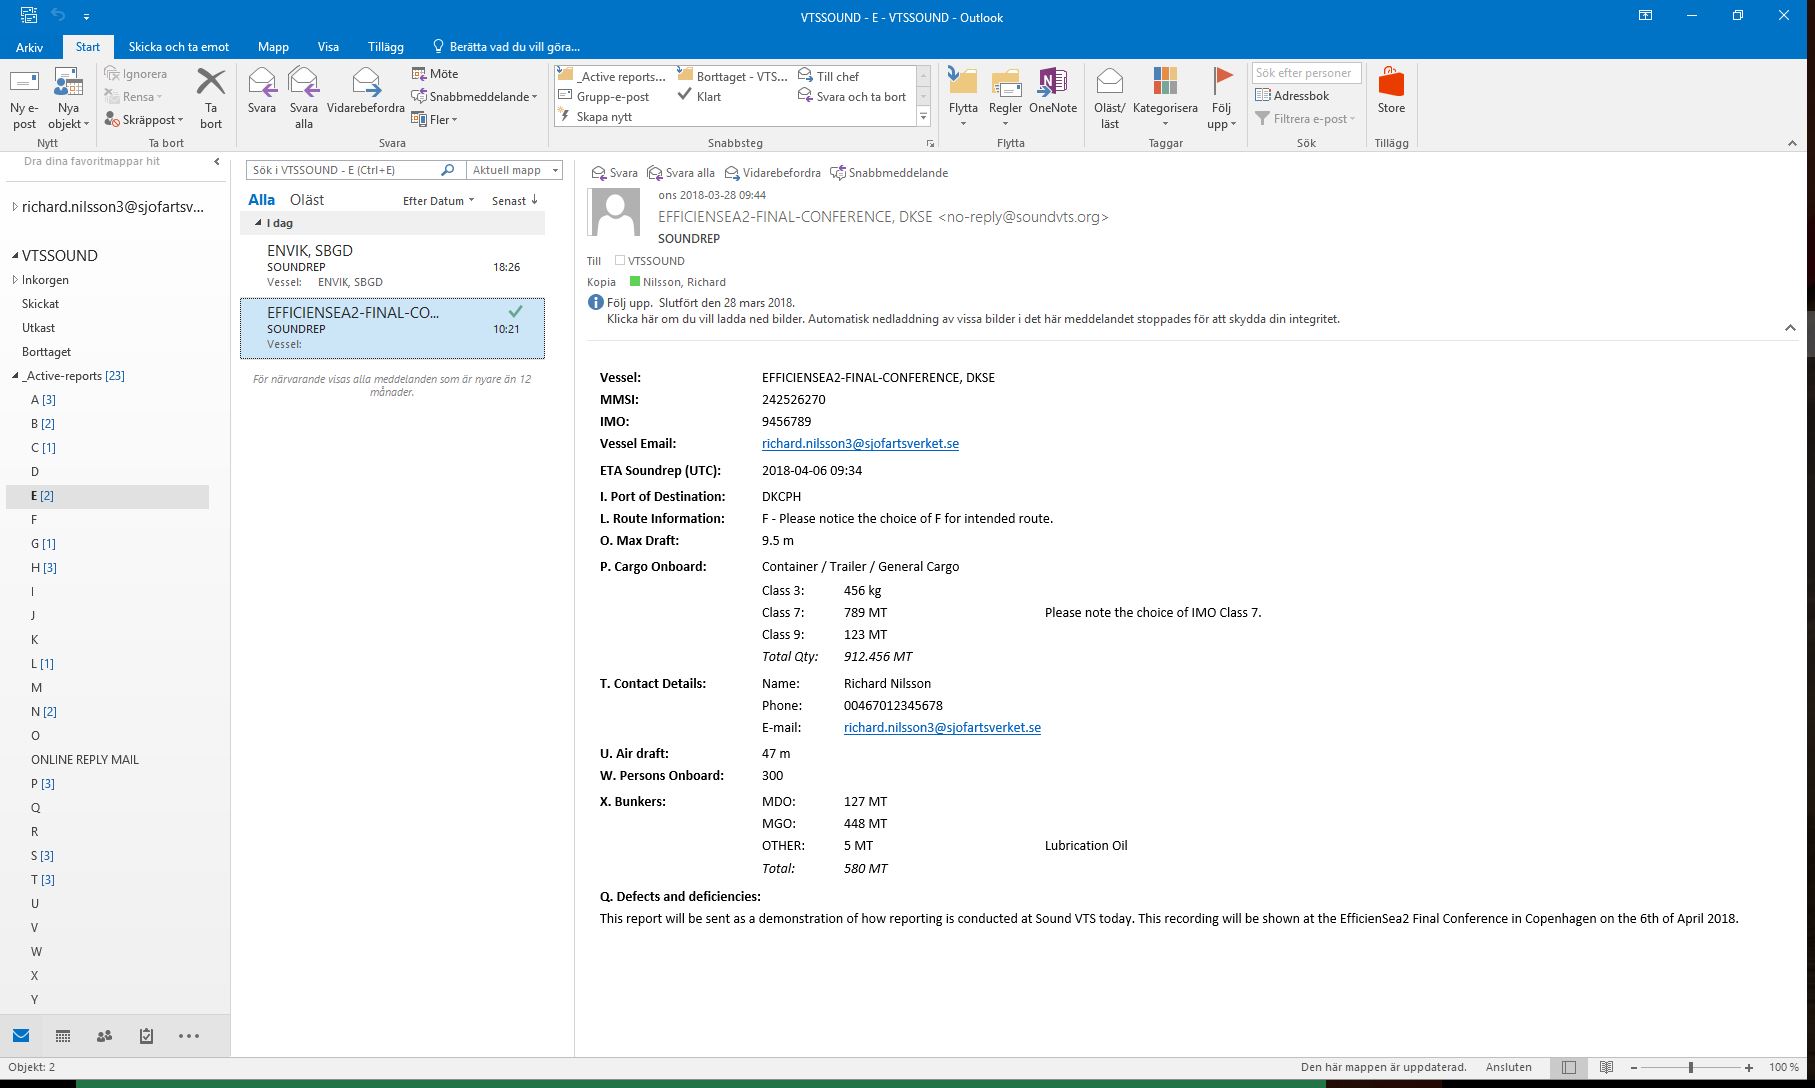 VTSSOUND - E - VTSSOUND - Outlook
Arkiv Start Skicka och ta emot Mapp Visa Tillägg Berätta vad du vill göra...
Ny e-post
Nya objekt
Nytt
Ignorera
Rensa
Skräppost
Ta bort
Ta bort
Svara
Svara alla
Vidarebefordra
Möte
Snabbmeddelande
Fler
Svara
_Active reports... Borttaget - VTS... Till chef
Grupp-e-post Klart Svara och ta bort
Skapa nytt
Snabbsteg
Flytta
Regler
OneNote
Flytta
Oläst/läst
Kategorisera
Följ upp
Taggar
Sök efter personer
Adressbok
Filtrera e-post
Sök
Store
Tillägg
Dra dina favoritmappar hit
richard.nilsson3@sjofartsv...
VTSSOUND
Inkorgen
Skickat
Utkast
Borttaget
_Active-reports [23]
A [3]
B [2]
C [1]
D
E [2]
F
G [1]
H [3]
I
J
K
L [1]
M
N [2]
O
ONLINE REPLY MAIL
P [3]
Q
R
S [3]
T [3]
U
V
W
X
Y
Sök i VTSSOUND - E (Ctrl+E) Aktuell mapp
Alla Oläst Efter Datum Senast
I dag
ENVIK, SBGD
SOUNDREP 18:26
Vessel: ENVIK, SBGD
EFFICIENSEA2-FINAL-CO...
SOUNDREP 10:21
Vessel:
För närvarande visas alla meddelanden som är nyare än 12
månader.
Svara Svara alla Vidarebefordra Snabbmeddelande
ons 2018-03-28 09:44
EFFICIENSEA2-FINAL-CONFERENCE, DKSE <no-reply@soundvts.org>
SOUNDREP
Till VTSSOUND
Kopia Nilsson, Richard
Följ upp. Slutfört den 28 mars 2018.
Klicka här om du vill ladda ned bilder. Automatisk nedladdning av vissa bilder i det här meddelandet stoppades för att skydda din integritet.
Vessel: EFFICIENSEA2-FINAL-CONFERENCE, DKSE
MMSI: 242526270
IMO: 9456789
Vessel Email: richard.nilsson3@sjofartsverket.se
ETA Soundrep (UTC): 2018-04-06 09:34
I. Port of Destination: DKCPH
L. Route Information: F - Please notice the choice of F for intended route.
O. Max Draft: 9.5 m
P. Cargo Onboard: Container / Trailer / General Cargo
Class 3: 456 kg
Class 7: 789 MT Please note the choice of IMO Class 7.
Class 9: 123 MT
Total Qty: 912.456 MT
T. Contact Details: Name: Richard Nilsson
Phone: 00467012345678
E-mail: richard.nilsson3@sjofartsverket.se
U. Air draft: 47 m
W. Persons Onboard: 300
X. Bunkers: MDO: 127 MT
MGO: 448 MT
OTHER: 5 MT Lubrication Oil
Total: 580 MT
Q. Defects and deficiencies:
This report will be sent as a demonstration of how reporting is conducted at Sound VTS today. This recording will be shown at the EfficienSea2 Final Conference in Copenhagen on the 6th of April 2018.
Objekt: 2 Den här mappen är uppdaterad. Ansluten 100 %